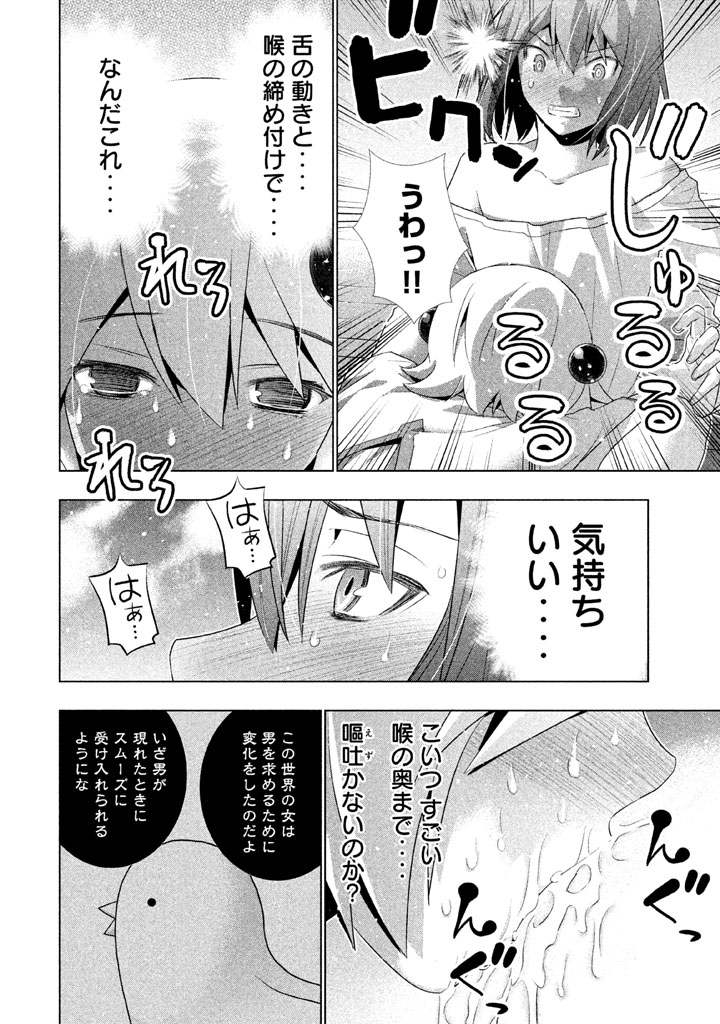 ビクンッ
じゅるるる
るる
うわっ!!
舌の動きと‥‥
喉の締め付けで‥‥
なんだこれ‥‥
れろ
れろ
気持ち
いい‥‥
はぁ…
はぁ…
こいつすごい
喉の奥まで‥‥
嘔吐かないのか?
えず
んぐっ
んぐっ
この世界の女は
男を求めるために
変化をしたのだよ
いざ男が
現れたときに
スムーズに
受け入れられる
ようにな